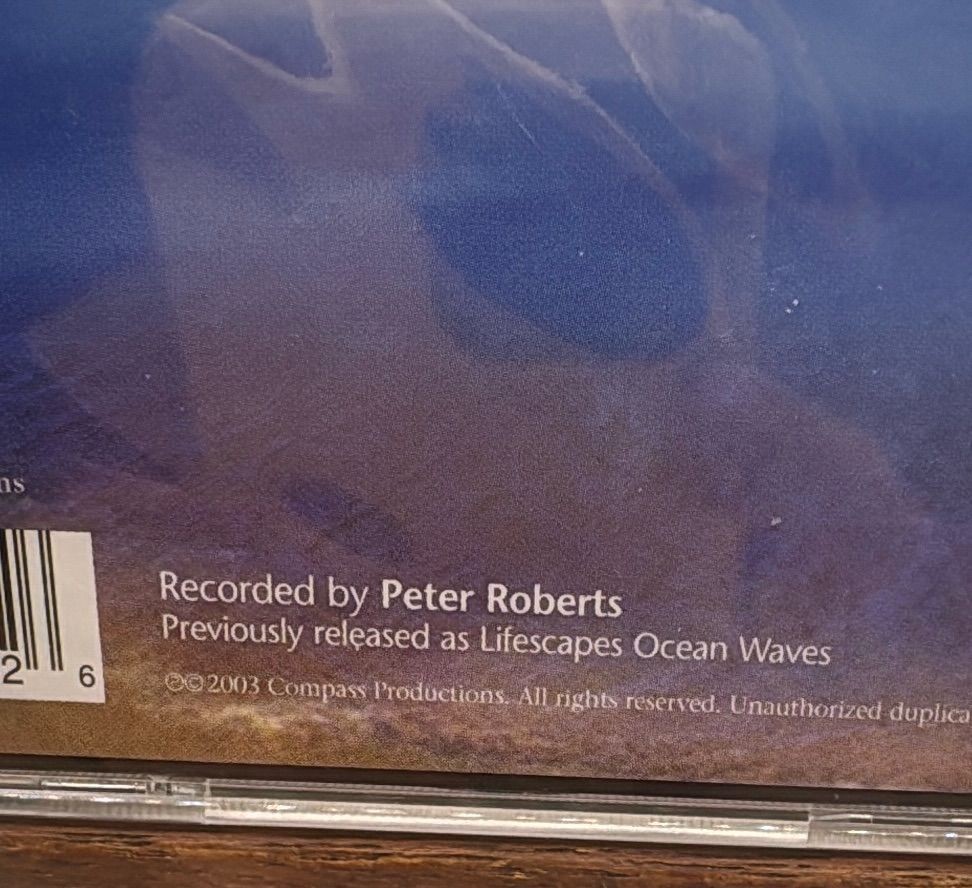 ns
2 6
Recorded by Peter Roberts
Previously released as Lifescapes Ocean Waves
℗©2003 Compass Productions. All rights reserved. Unauthorized duplica